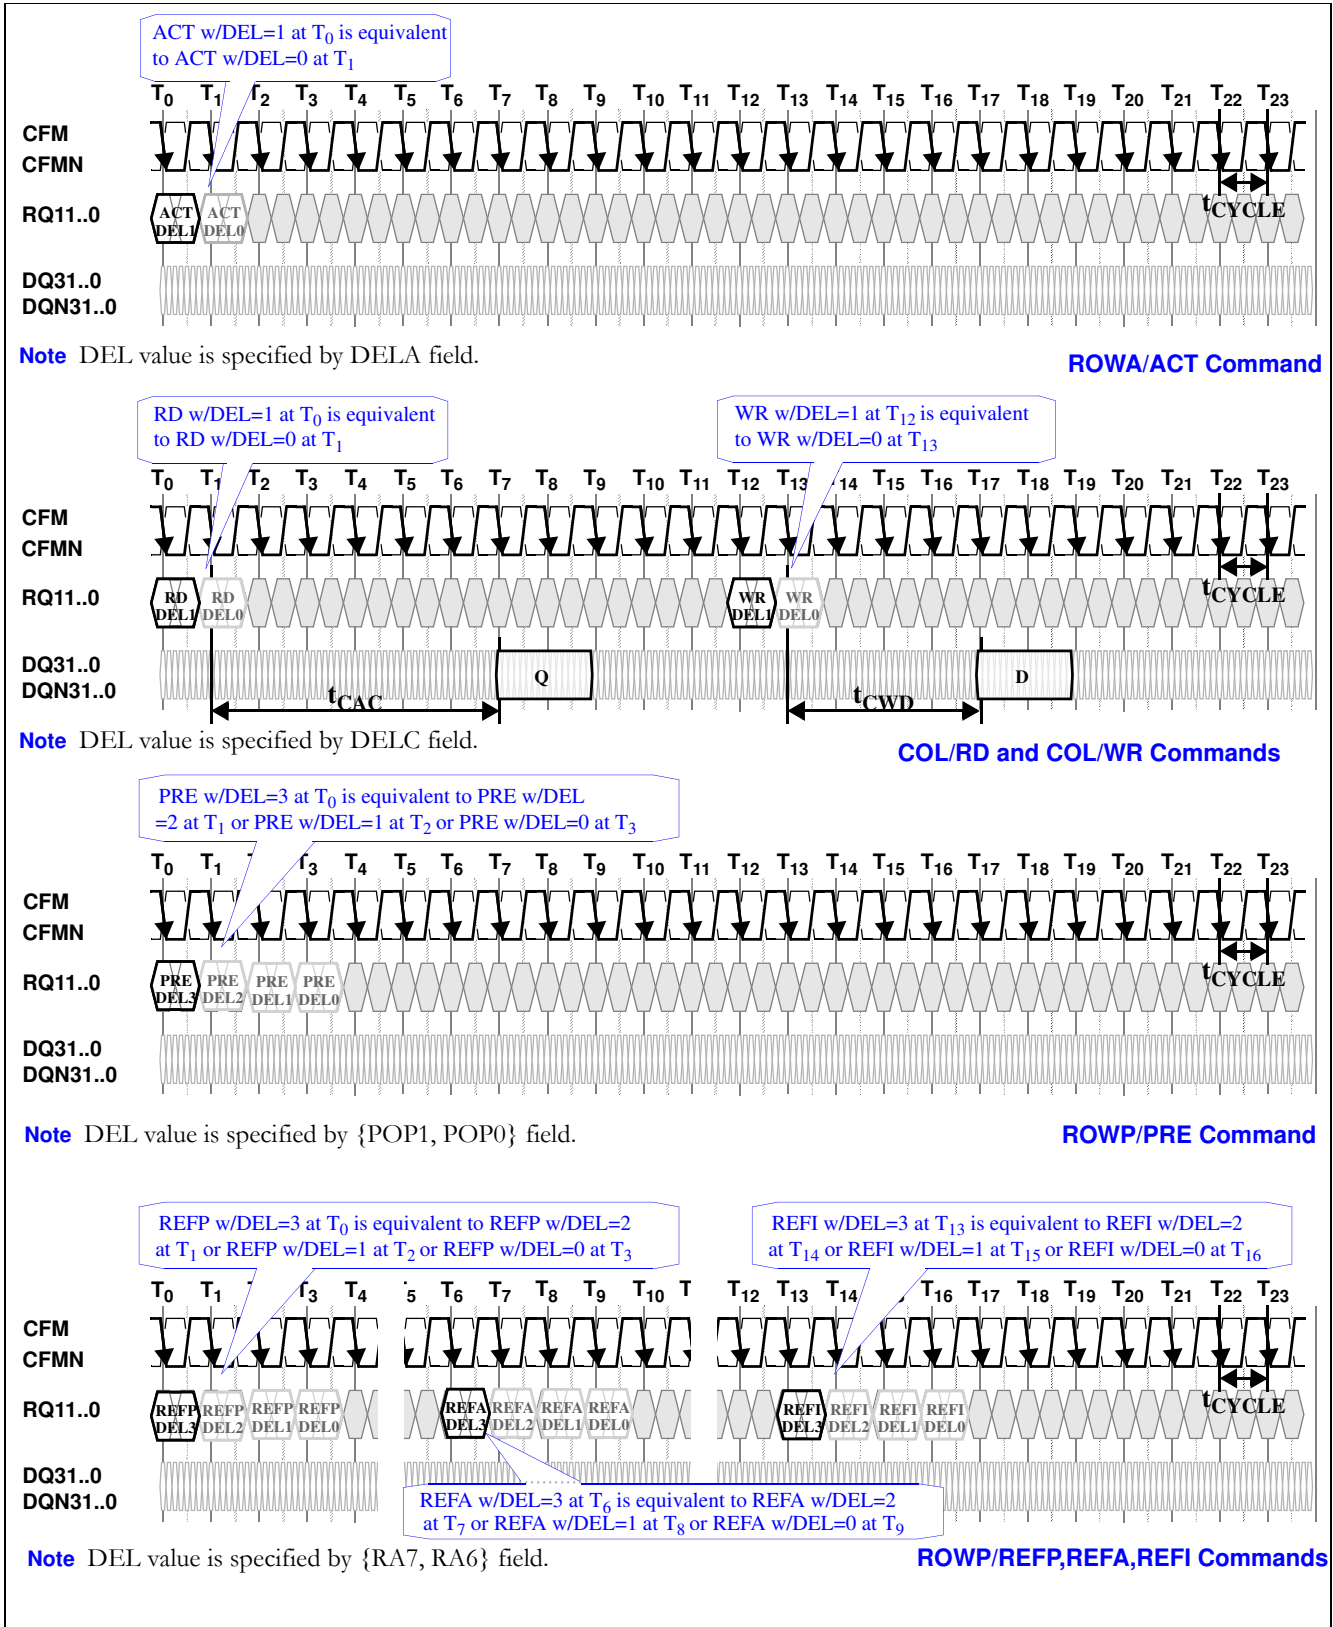 ACT w/DEL=1 at T0 is equivalent
to ACT w/DEL=0 at T1
T0 T1 T2 T3 T4 T5 T6 T7 T8 T9 T10 T11 T12 T13 T14 T15 T16 T17 T18 T19 T20 T21 T22 T23
CFM
CFMN
RQ11..0
ACT DEL1
ACT DEL0
tCYCLE
DQ31..0
DQN31..0
Note DEL value is specified by DELA field.
ROWA/ACT Command
RD w/DEL=1 at T0 is equivalent
to RD w/DEL=0 at T1
WR w/DEL=1 at T12 is equivalent
to WR w/DEL=0 at T13
T0 T1 T2 T3 T4 T5 T6 T7 T8 T9 T10 T11 T12 T13 T14 T15 T16 T17 T18 T19 T20 T21 T22 T23
CFM
CFMN
RQ11..0
RD DEL1
RD DEL0
WR DEL1
WR DEL0
tCYCLE
DQ31..0
DQN31..0
Q
D
tCAC
tCWD
Note DEL value is specified by DELC field.
COL/RD and COL/WR Commands
PRE w/DEL=3 at T0 is equivalent to PRE w/DEL
=2 at T1 or PRE w/DEL=1 at T2 or PRE w/DEL=0 at T3
T0 T1 T2 T3 T4 T5 T6 T7 T8 T9 T10 T11 T12 T13 T14 T15 T16 T17 T18 T19 T20 T21 T22 T23
CFM
CFMN
RQ11..0
PRE DEL3
PRE DEL2
PRE DEL1
PRE DEL0
tCYCLE
DQ31..0
DQN31..0
Note DEL value is specified by {POP1, POP0} field.
ROWP/PRE Command
REFP w/DEL=3 at T0 is equivalent to REFP w/DEL=2
at T1 or REFP w/DEL=1 at T2 or REFP w/DEL=0 at T3
REFI w/DEL=3 at T13 is equivalent to REFI w/DEL=2
at T14 or REFI w/DEL=1 at T15 or REFI w/DEL=0 at T16
T0 T1 T3 T4 5 T6 T7 T8 T9 T10 T T12 T13 T14 T16 T17 T18 T19 T20 T21 T22 T23
CFM
CFMN
RQ11..0
REFP DEL3
REFP DEL2
REFP DEL1
REFP DEL0
REFA DEL3
REFA DEL2
REFA DEL1
REFA DEL0
REFI DEL3
REFI DEL2
REFI DEL1
REFI DEL0
tCYCLE
DQ31..0
DQN31..0
REFA w/DEL=3 at T6 is equivalent to REFA w/DEL=2
at T7 or REFA w/DEL=1 at T8 or REFA w/DEL=0 at T9
Note DEL value is specified by {RA7, RA6} field.
ROWP/REFP,REFA,REFI Commands